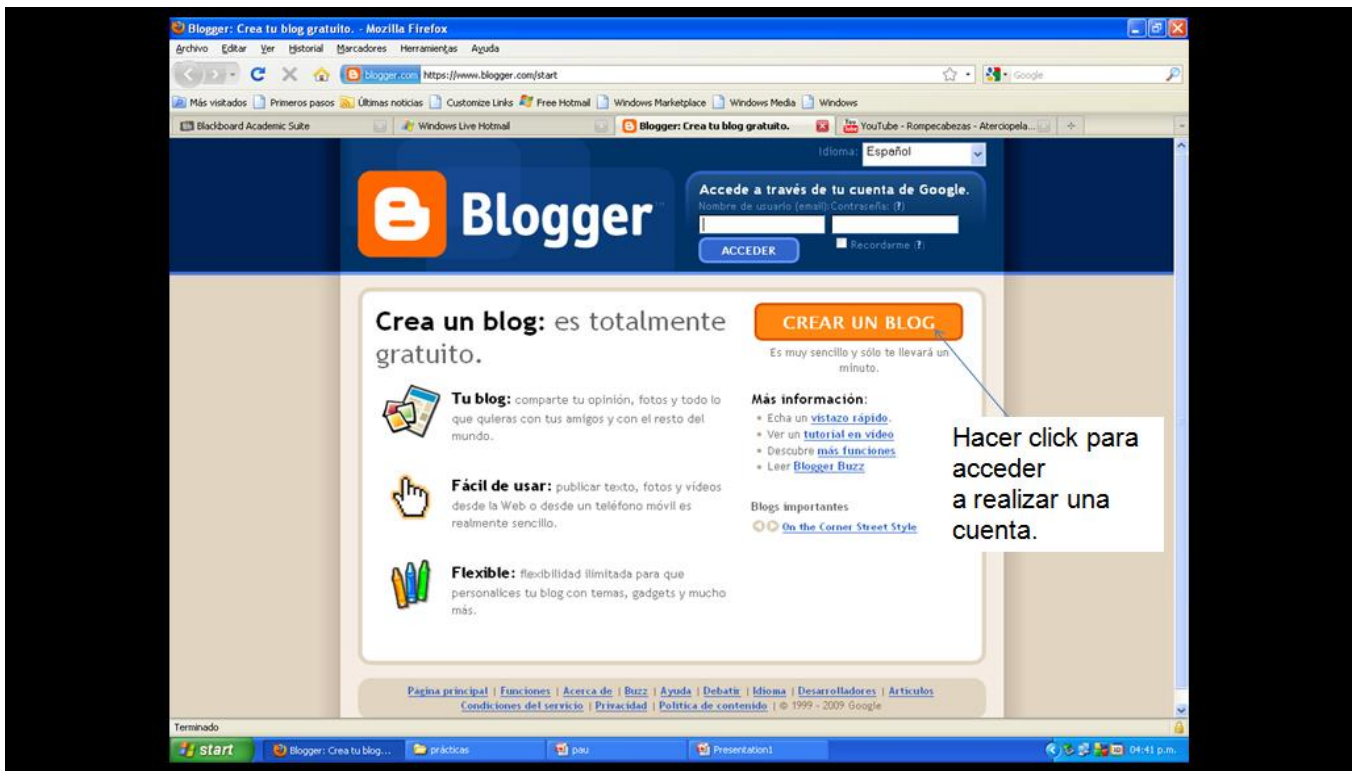 Blogger: Crea tu blog gratuito. - Mozilla Firefox
Archivo Editar Ver Historial Marcadores Herramientas Ayuda
blogger.com https://www.blogger.com/start
Google
Más visitados Primeros pasos Últimas noticias Customize Links Free Hotmail Windows Marketplace Windows Media Windows
Blackboard Academic Suite Windows Live Hotmail Blogger: Crea tu blog gratuito. YouTube - Rompecabezas - Aterciopela...
Idioma: Español
Blogger™
Accede a través de tu cuenta de Google.
Nombre de usuario (email): Contraseña: (?)
ACCEDER
Recordarme (?)
Crea un blog: es totalmente
gratuito.
Tu blog: comparte tu opinión, fotos y todo lo
que quieras con tus amigos y con el resto del
mundo.
Fácil de usar: publicar texto, fotos y vídeos
desde la Web o desde un teléfono móvil es
realmente sencillo.
Flexible: flexibilidad ilimitada para que
personalices tu blog con temas, gadgets y mucho
más.
CREAR UN BLOG
Es muy sencillo y sólo te llevará un
minuto.
Más información:
Echa un vistazo rápido.
Ver un tutorial en vídeo
Descubre más funciones
Leer Blogger Buzz
Blogs importantes
On the Corner Street Style
Hacer click para
acceder
a realizar una
cuenta.
Página principal | Funciones | Acerca de | Buzz | Ayuda | Debatir | Idioma | Desarrolladores | Artículos
Condiciones del servicio | Privacidad | Política de contenido | © 1999 - 2009 Google
Terminado
start Blogger: Crea tu blog... prácticas pau Presentation1 04:41 p.m.